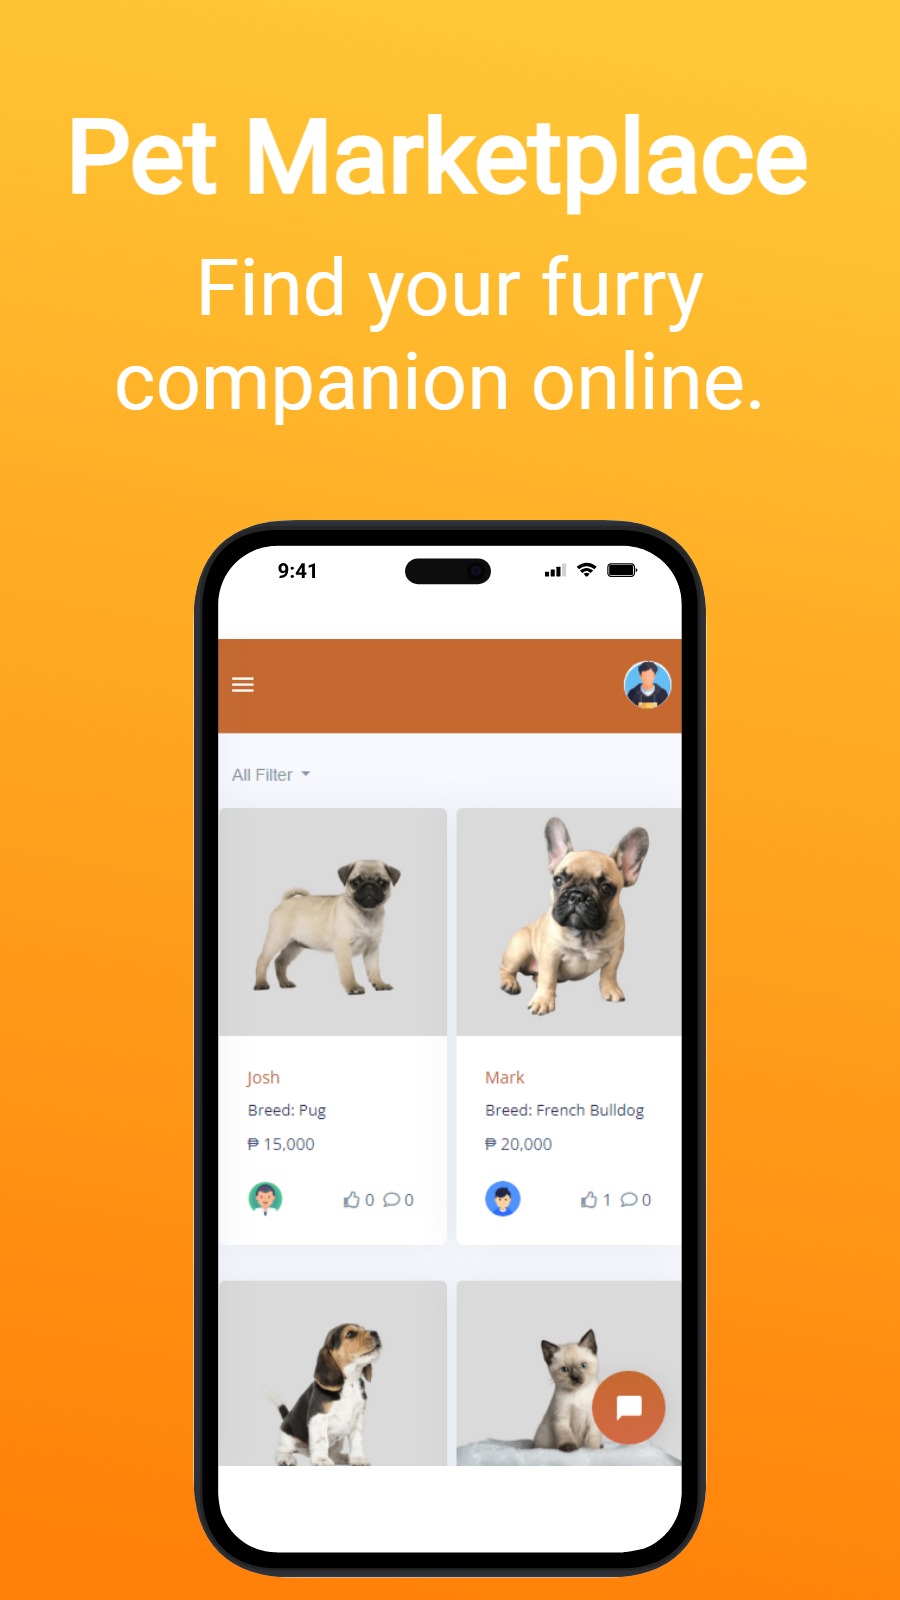 Pet Marketplace
Find your furry
companion online.
9:41
All Filter
Josh
Breed: Pug
₱ 15,000
0 0
Mark
Breed: French Bulldog
₱ 20,000
1 0